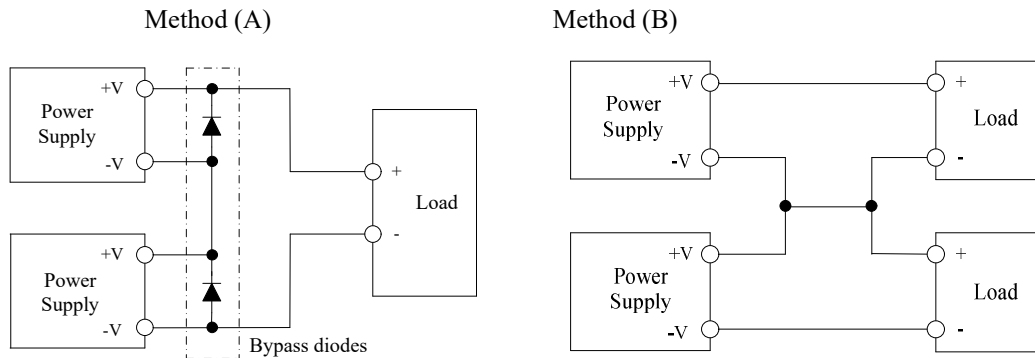 Method (A)
+V
Power
Supply
-V
+V
Power
Supply
-V
Bypass diodes
+
Load
-
Method (B)
+V
Power
Supply
-V
+V
Power
Supply
-V
+
Load
-
+
Load
-